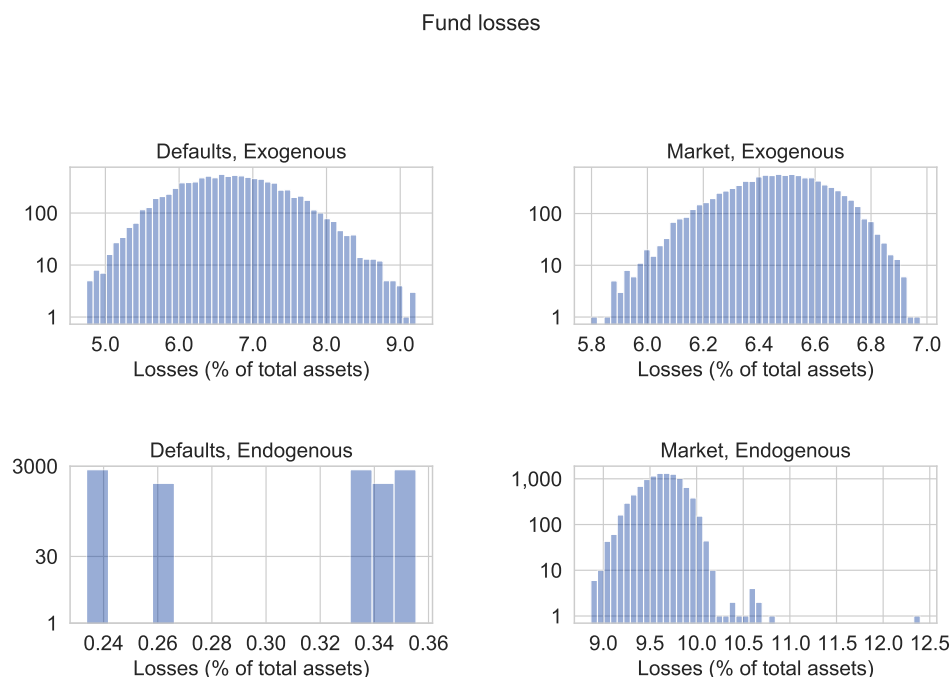 Fund losses
Defaults, Exogenous
100
10
1
5.0 6.0 7.0 8.0 9.0
Losses (% of total assets)
Market, Exogenous
100
10
1
5.8 6.0 6.2 6.4 6.6 6.8 7.0
Losses (% of total assets)
Defaults, Endogenous
3000
30
1
0.24 0.26 0.28 0.30 0.32 0.34 0.36
Losses (% of total assets)
Market, Endogenous
1,000
100
10
1
9.0 9.5 10.0 10.5 11.0 11.5 12.0 12.5
Losses (% of total assets)